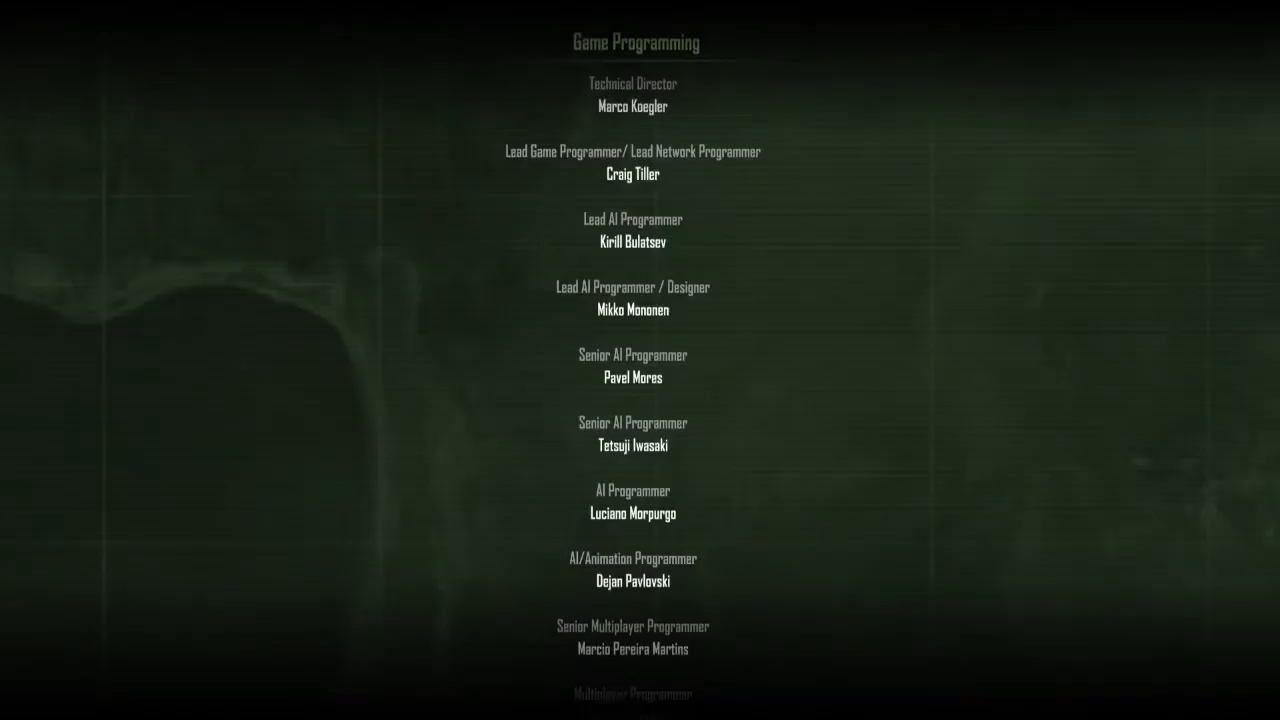 Game Programming
Technical Director
Marco Koegler
Lead Game Programmer/ Lead Network Programmer
Craig Tiller
Lead AI Programmer
Kirill Bulatsev
Lead AI Programmer / Designer
Mikko Mononen
Senior AI Programmer
Pavel Mores
Senior AI Programmer
Tetsuji Iwasaki
AI Programmer
Luciano Morpurgo
AI/Animation Programmer
Dejan Pavlovski
Senior Multiplayer Programmer
Marcio Pereira Martins
Multiplayer Programmer